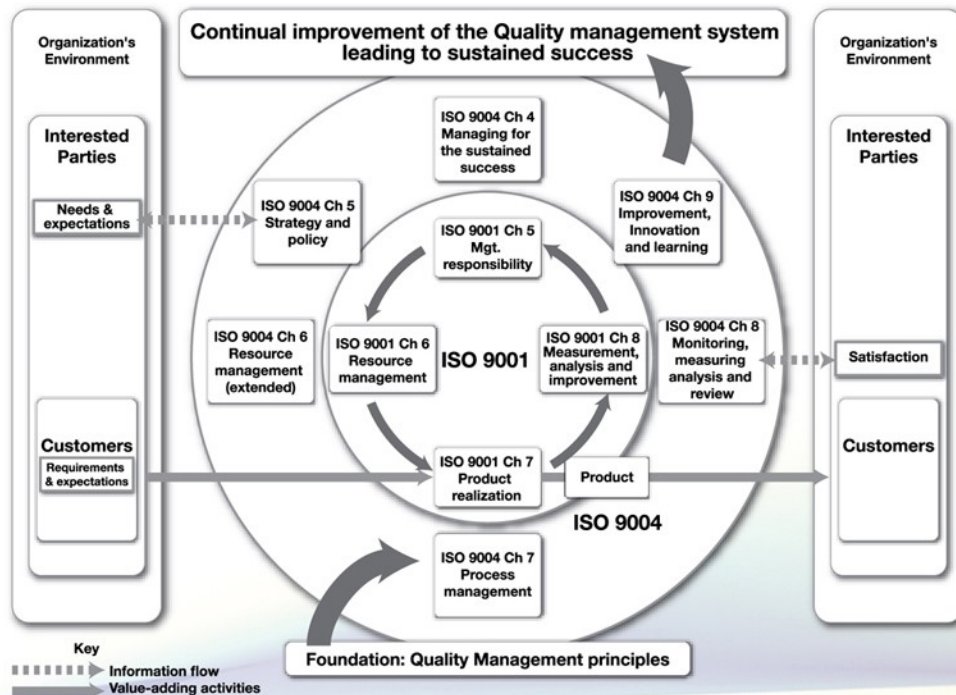 Continual improvement of the Quality management system
leading to sustained success
Organization's
Environment
Interested
Parties
Needs &
expectations
Customers
Requirements
& expectations
ISO 9004 Ch 4
Managing for
the sustained
success
ISO 9004 Ch 5
Strategy and
policy
ISO 9004 Ch 9
Improvement,
Innovation
and learning
ISO 9001 Ch 5
Mgt.
responsibility
ISO 9004 Ch 6
Resource
management
(extended)
ISO 9001 Ch 6
Resource
management
ISO 9001
ISO 9001 Ch 8
Measurement,
analysis and
improvement
ISO 9004 Ch 8
Monitoring,
measuring
analysis and
review
ISO 9001 Ch 7
Product
realization
Product
ISO 9004
ISO 9004 Ch 7
Process
management
Organization's
Environment
Interested
Parties
Satisfaction
Customers
Foundation: Quality Management principles
Key
Information flow
Value-adding activities